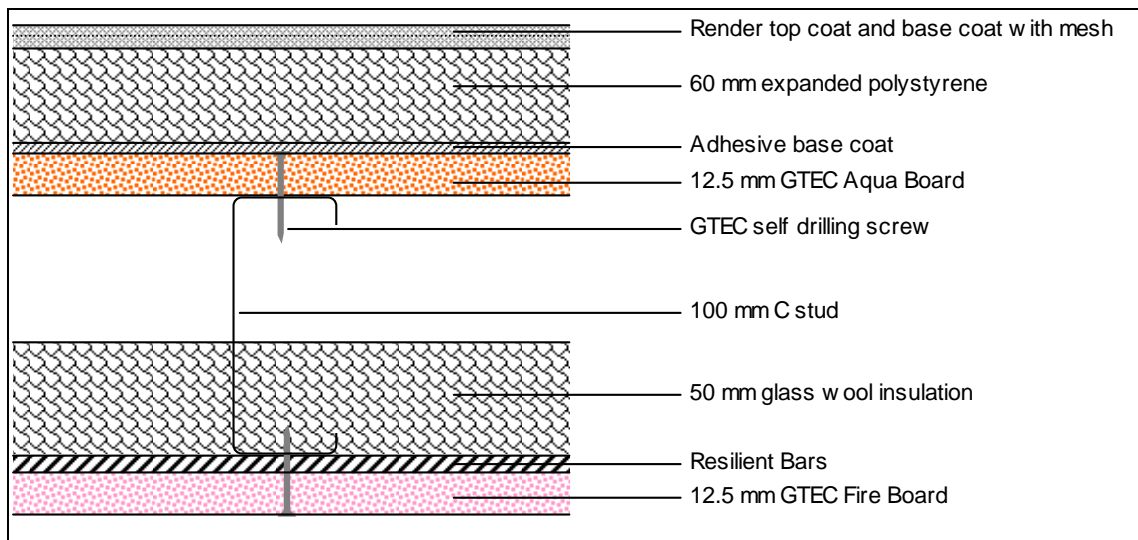 Render top coat and base coat with mesh
60 mm expanded polystyrene
Adhesive base coat
12.5 mm GTEC Aqua Board
GTEC self drilling screw
100 mm C stud
50 mm glass wool insulation
Resilient Bars
12.5 mm GTEC Fire Board